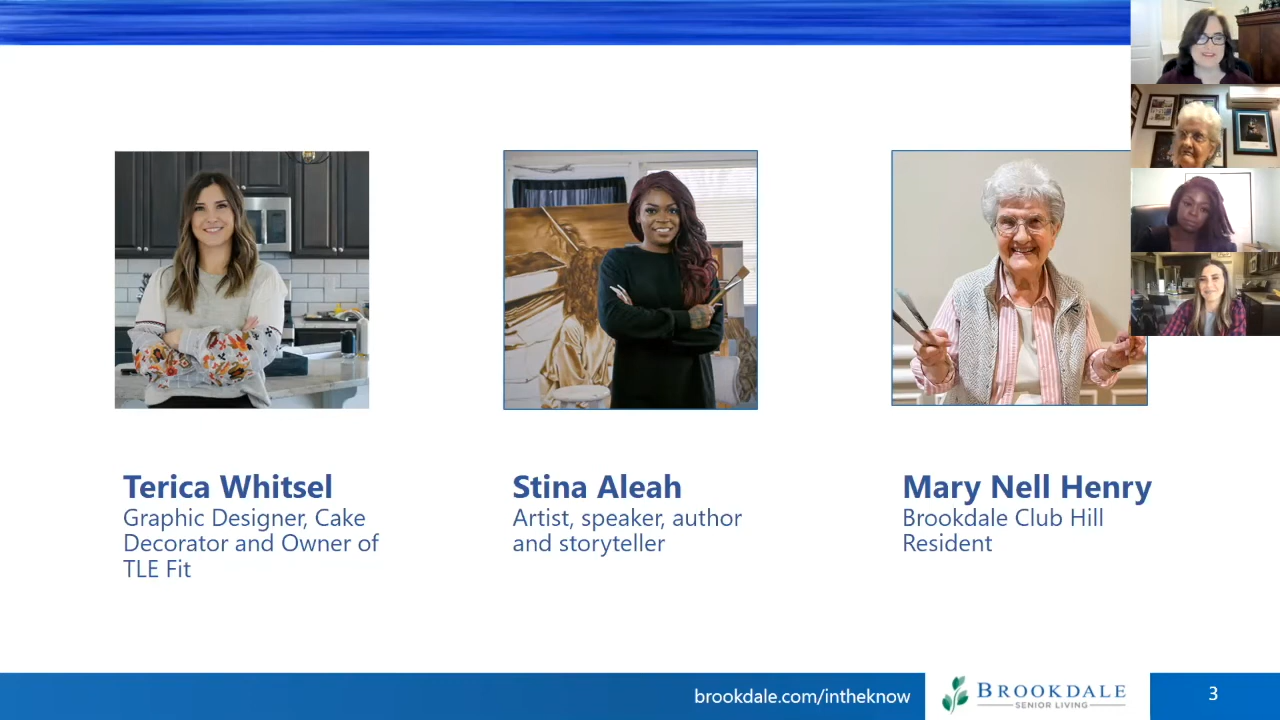 Terica Whitsel
Graphic Designer, Cake
Decorator and Owner of
TLE Fit
Stina Aleah
Artist, speaker, author
and storyteller
Mary Nell Henry
Brookdale Club Hill
Resident
brookdale.com/intheknow
BROOKDALE
SENIOR LIVING
3